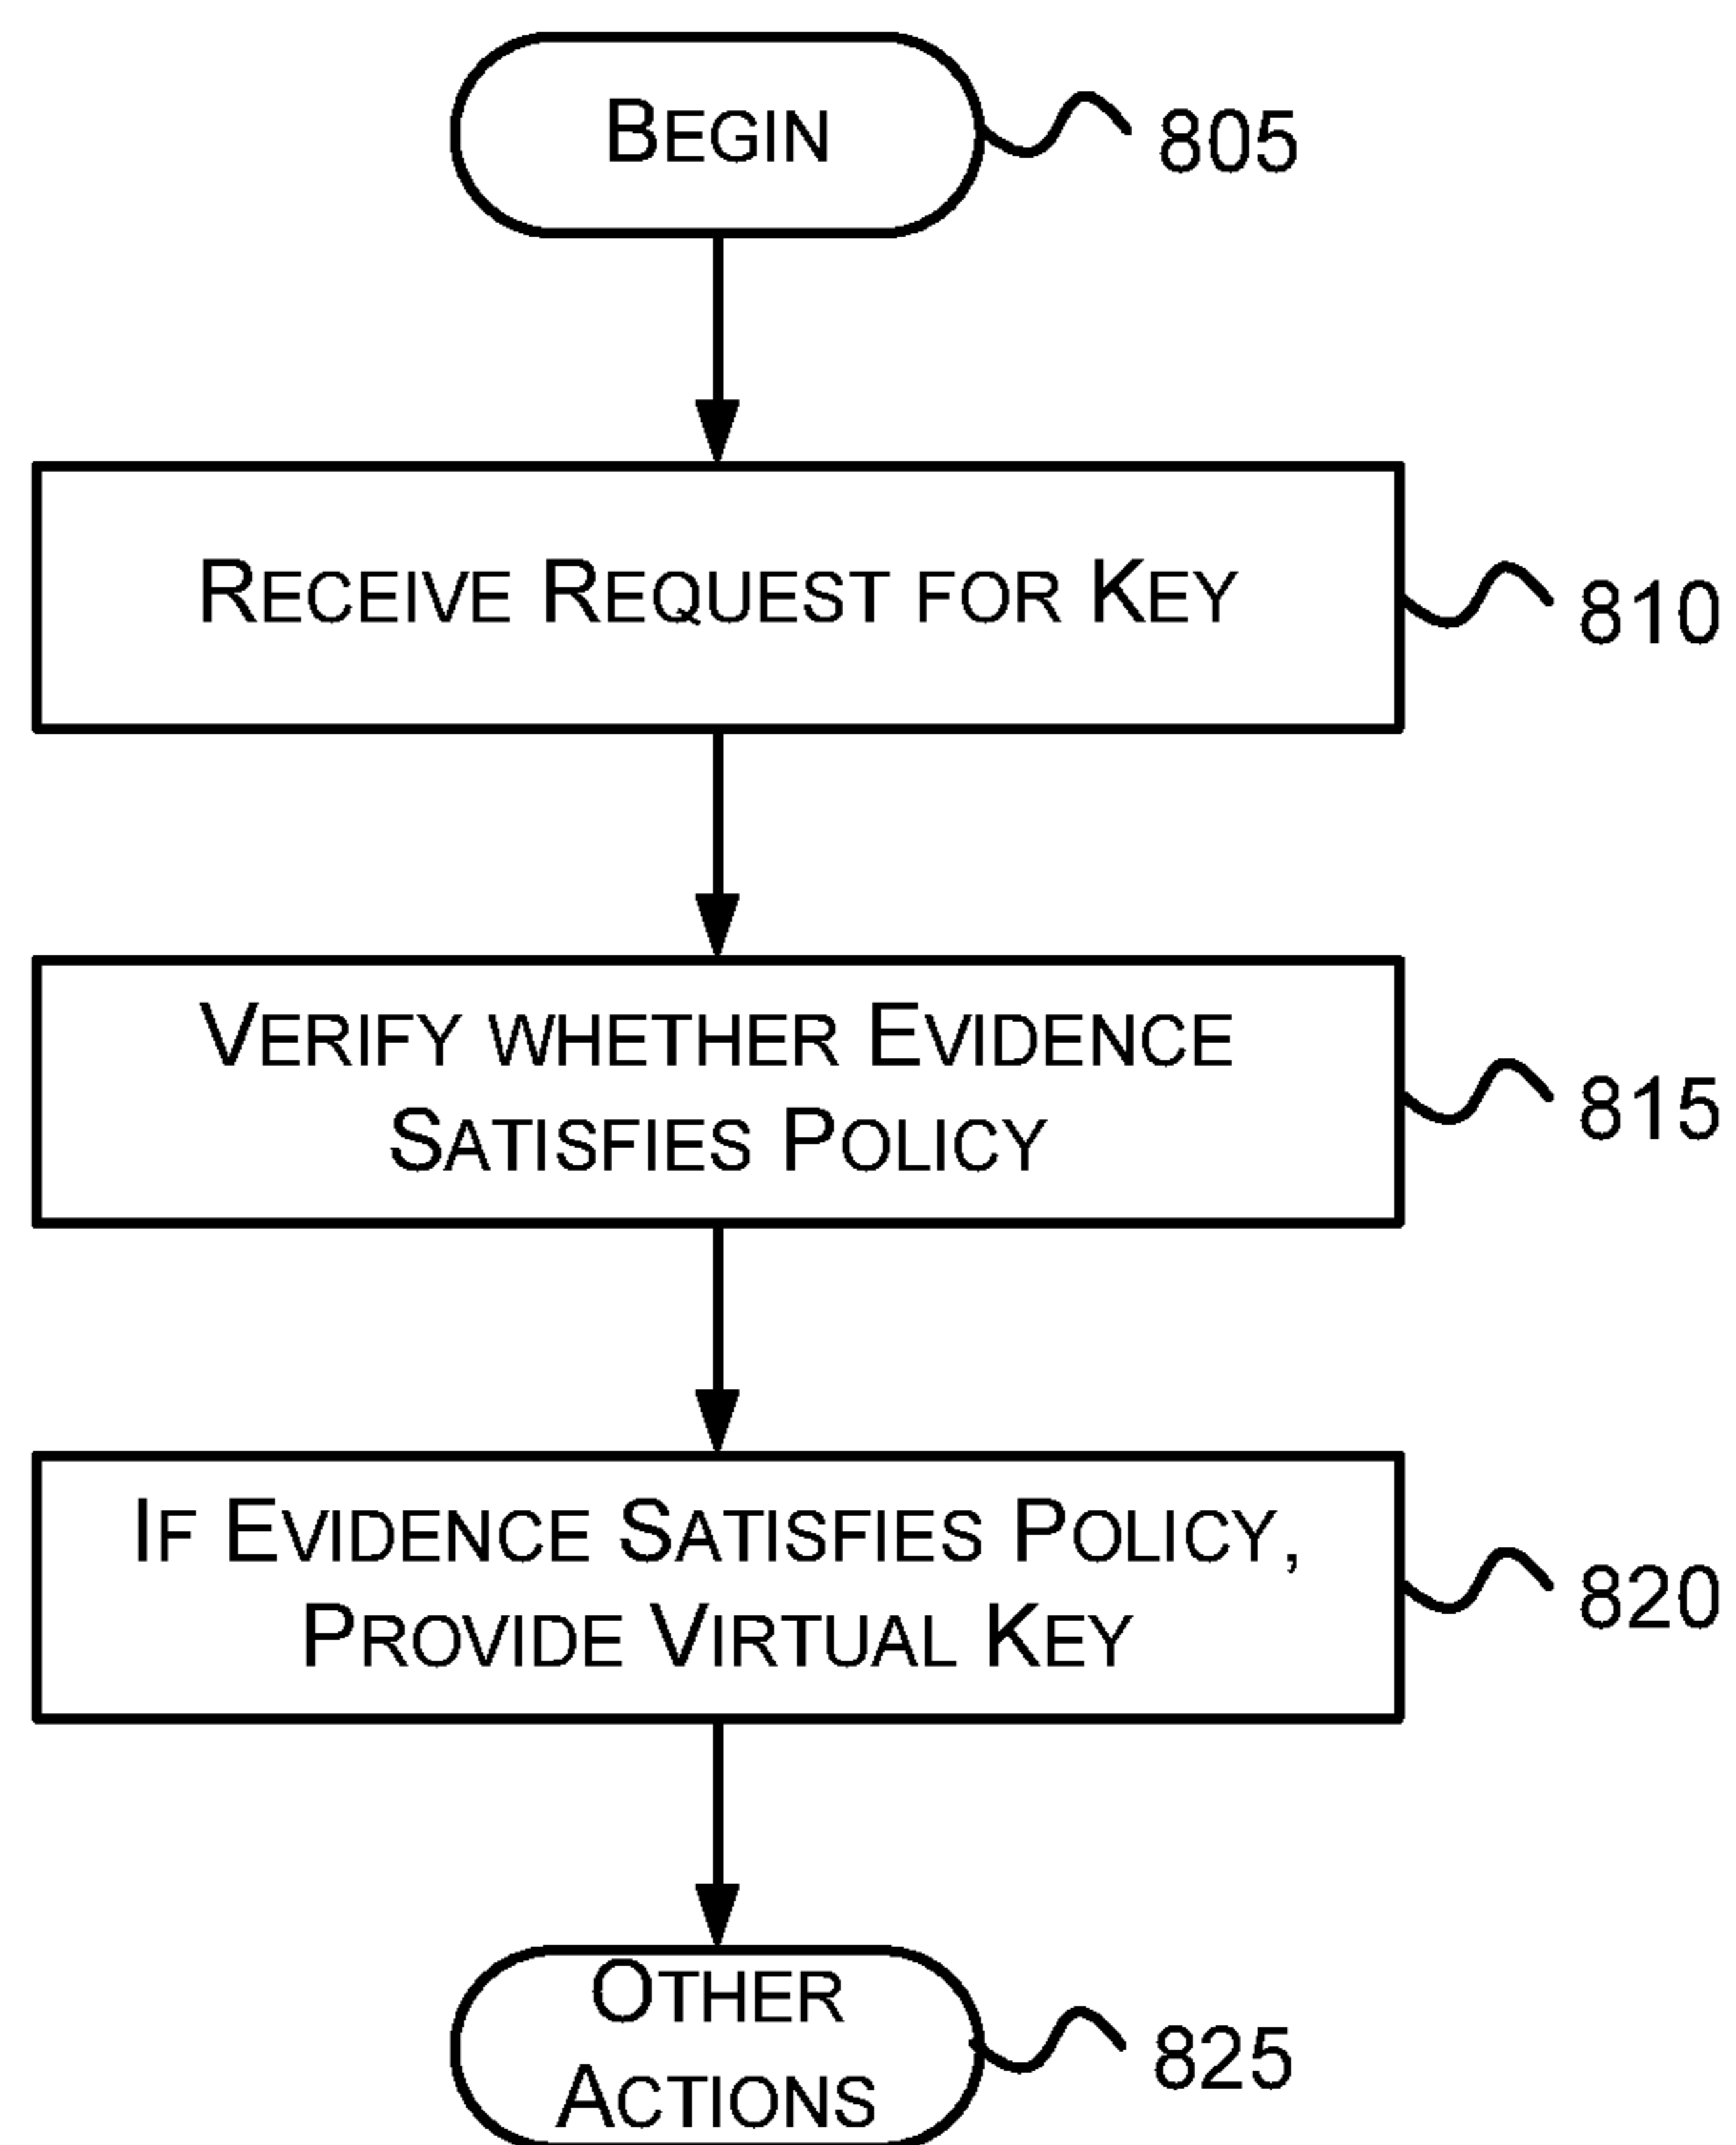 BEGIN
805
RECEIVE REQUEST FOR KEY
810
VERIFY WHETHER EVIDENCE
SATISFIES POLICY
815
IF EVIDENCE SATISFIES POLICY,
PROVIDE VIRTUAL KEY
820
OTHER
ACTIONS
825